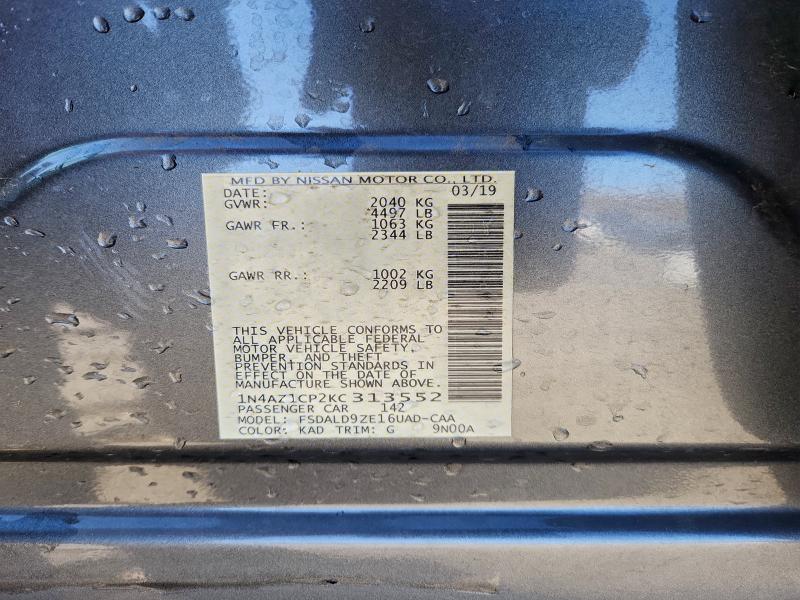 MFD BY NISSAN MOTOR CO., LTD.
DATE: 03/19
GVWR: 2040 KG
4497 LB
GAWR FR.: 1063 KG
2344 LB
GAWR RR.: 1002 KG
2209 LB
THIS VEHICLE CONFORMS TO
ALL APPLICABLE FEDERAL
MOTOR VEHICLE SAFETY,
BUMPER, AND THEFT
PREVENTION STANDARDS IN
EFFECT ON THE DATE OF
MANUFACTURE SHOWN ABOVE.
1N4AZ1CP2KC313552
PASSENGER CAR 142
MODEL: FSDALD9ZE16UAD-CAA
COLOR: KAD TRIM: G 9N00A